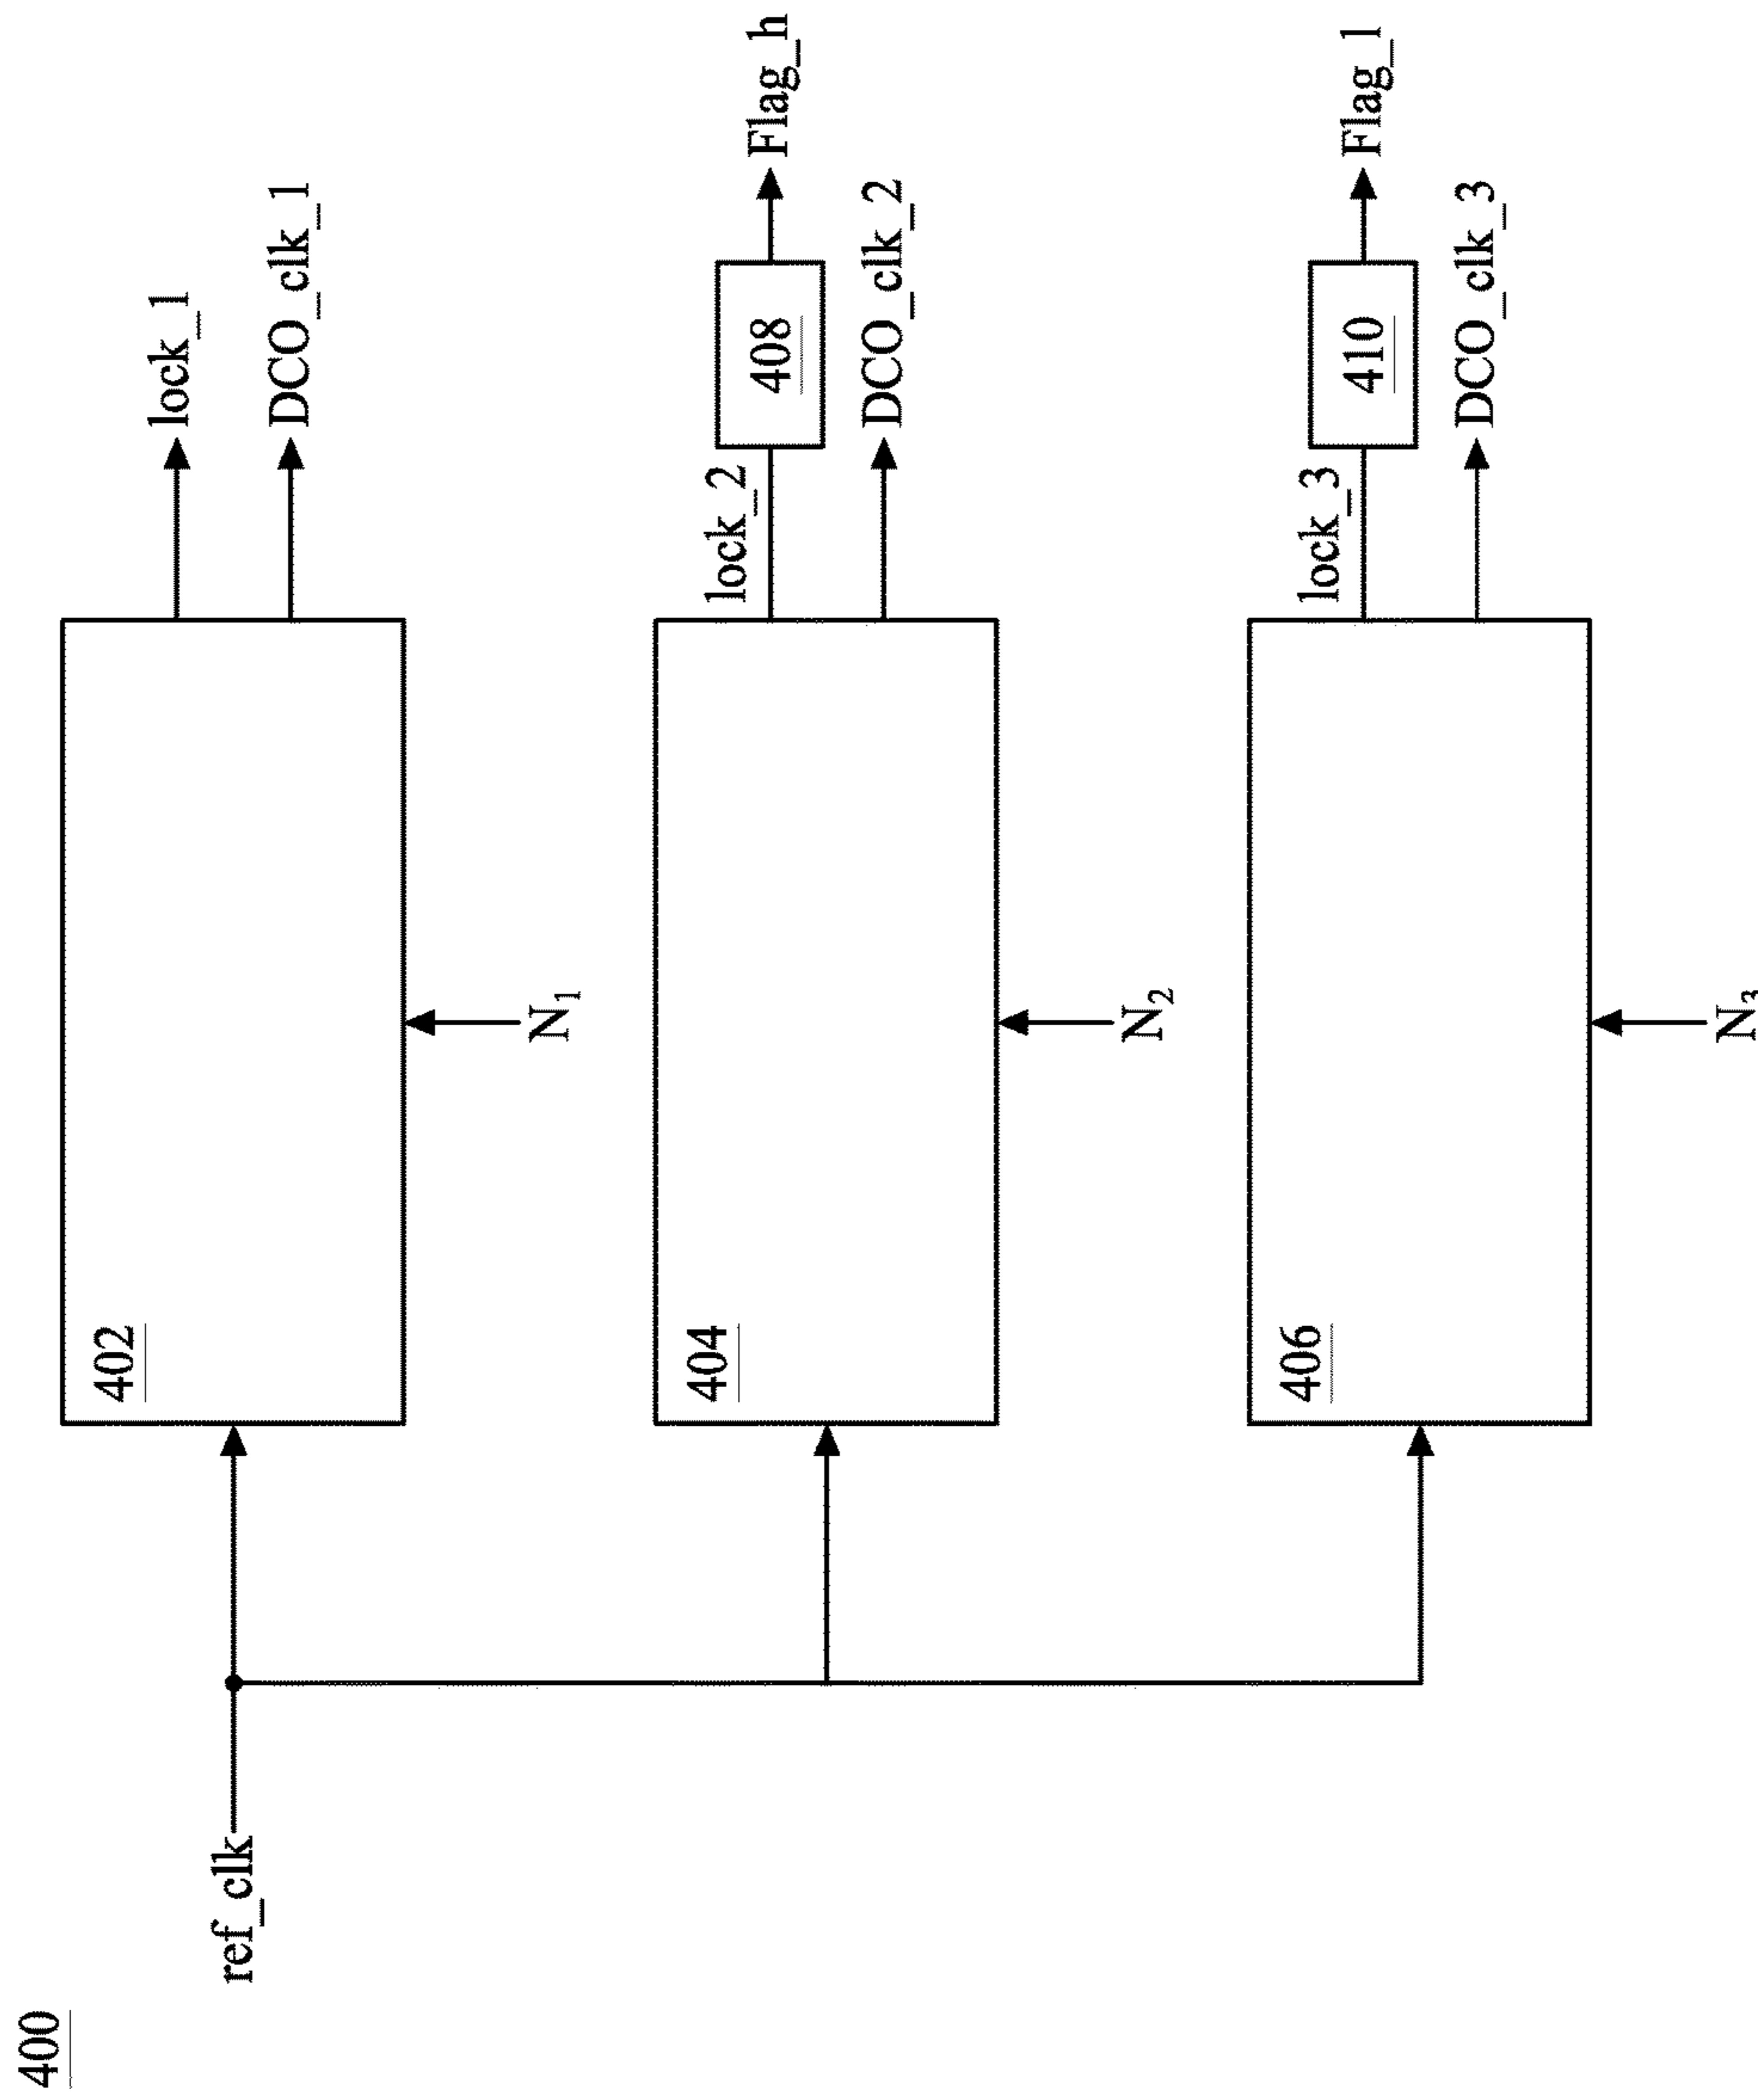 400
ref_clk
402
N1
lock_1
DCO_clk_1
404
N2
lock_2
408
Flag_h
DCO_clk_2
406
N3
lock_3
410
Flag_l
DCO_clk_3